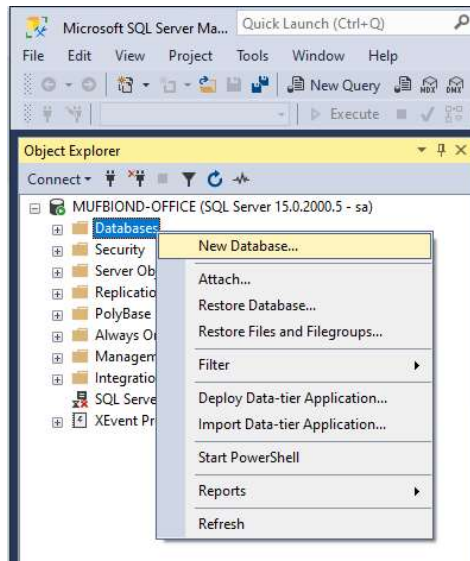 Microsoft SQL Server Ma...
Quick Launch (Ctrl+Q)
File Edit View Project Tools Window Help
New Query MDX DMX
Execute
Object Explorer
Connect
MUFBIOND-OFFICE (SQL Server 15.0.2000.5 - sa)
Databases
Security
Server Ob
Replicatio
PolyBase
Always O
Managem
Integratio
SQL Serve
XEvent Pr
New Database...
Attach...
Restore Database...
Restore Files and Filegroups...
Filter
Deploy Data-tier Application...
Import Data-tier Application...
Start PowerShell
Reports
Refresh